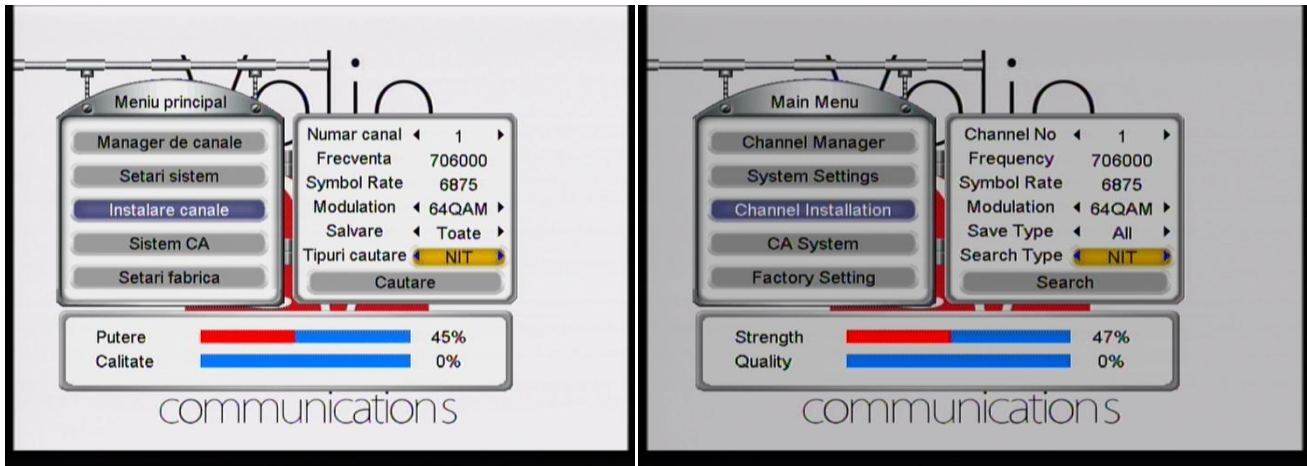 Meniu principal
Manager de canale
Setari sistem
Instalare canale
Sistem CA
Setari fabrica
Numar canal 1
Frecventa 706000
Symbol Rate 6875
Modulation 64QAM
Salvare Toate
Tipuri cautare NIT
Cautare
Putere 45%
Calitate 0%
communications
Main Menu
Channel Manager
System Settings
Channel Installation
CA System
Factory Setting
Channel No 1
Frequency 706000
Symbol Rate 6875
Modulation 64QAM
Save Type All
Search Type NIT
Search
Strength 47%
Quality 0%
communications